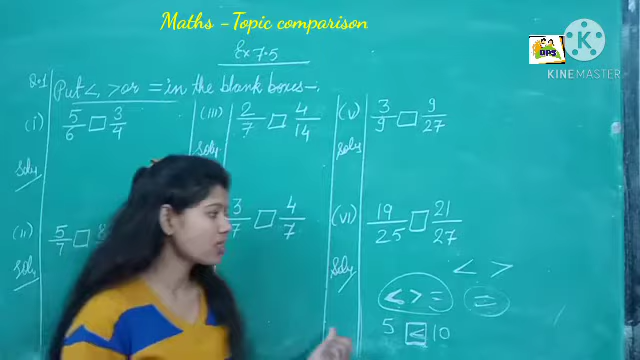 Maths - Topic comparison
Ex 7.5
Q.1 Put <, > or = in the blank boxes -.
(i) 5/6 □ 3/4
Soln
(ii) 5/7 □
Soln
(iii) 2/7 □ 4/14
Soln
3/7 □ 4/7
(v) 3/9 □ 9/27
Soln
(vi) 19/25 □ 21/27
Soln
< >
< > = =
5 < 10
DPS
KINEMASTER